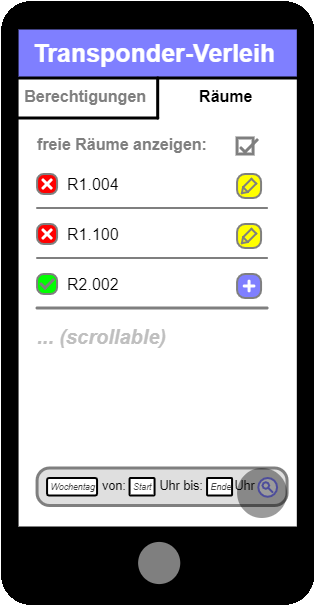 Transponder-Verleih
Berechtigungen Räume
freie Räume anzeigen:
R1.004
R1.100
R2.002
... (scrollable)
Wochentag von: Start Uhr bis: Ende Uhr